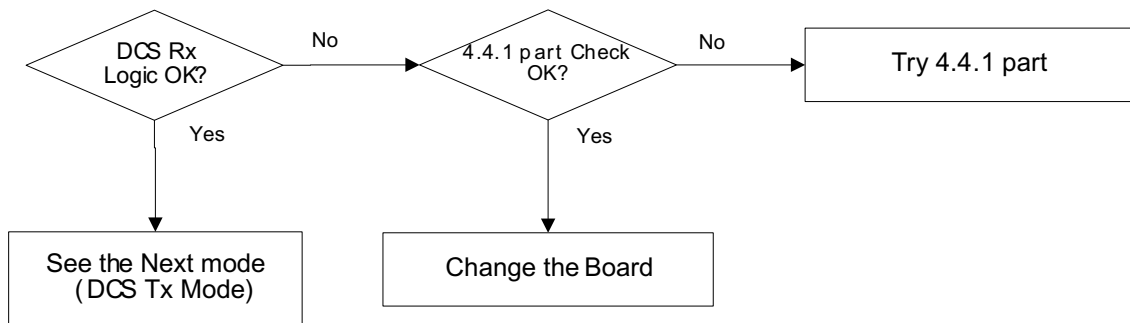 DCS Rx
Logic OK?
No
4.4.1 part Check
OK?
No
Try 4.4.1 part
Yes
Yes
See the Next mode
(DCS Tx Mode)
Change the Board